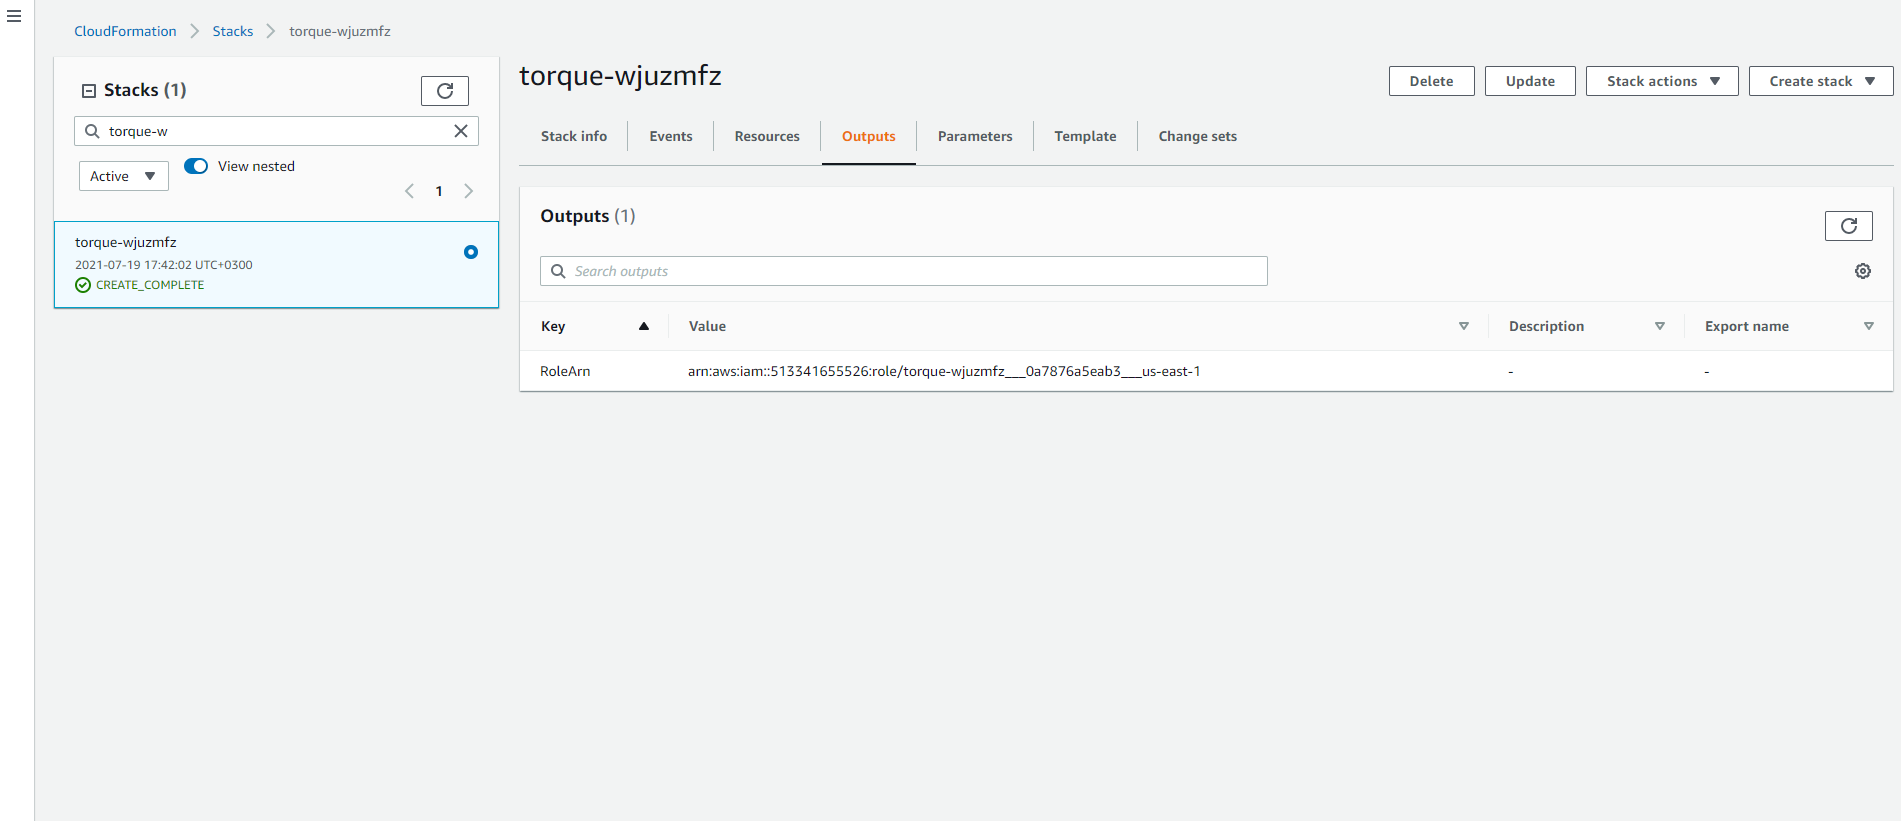 CloudFormation Stacks torque-wjuzmfz
Stacks (1)
torque-w
Active
View nested
1
torque-wjuzmfz
2021-07-19 17:42:02 UTC+0300
CREATE_COMPLETE
torque-wjuzmfz
Delete Update Stack actions Create stack
Stack info Events Resources Outputs Parameters Template Change sets
Outputs (1)
Search outputs
Key Value Description Export name
RoleArn arn:aws:iam::513341655526:role/torque-wjuzmfz___0a7876a5eab3___us-east-1 - -